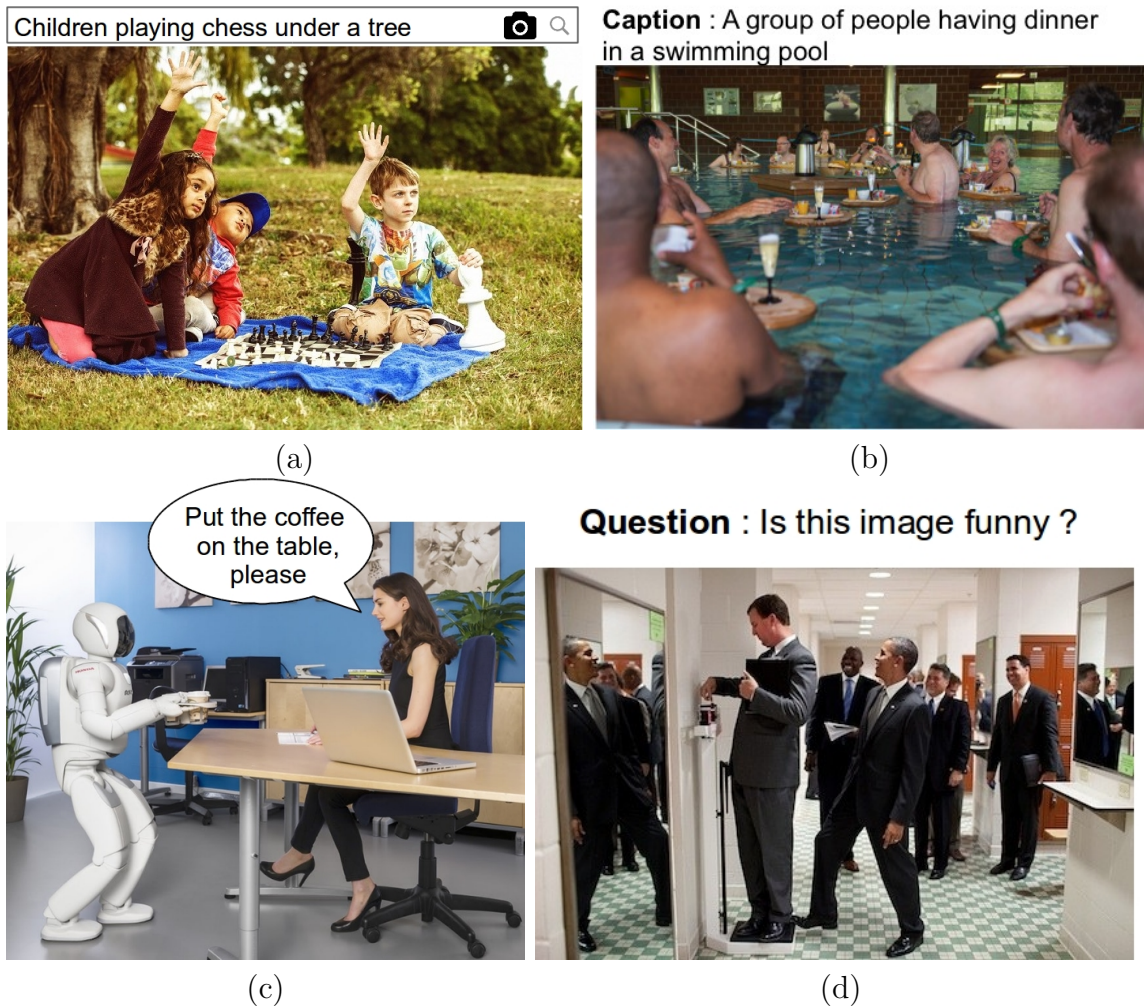 Children playing chess under a tree
Caption : A group of people having dinner
in a swimming pool
(a)
(b)
Put the coffee
on the table,
please
Question : Is this image funny ?
(c)
(d)